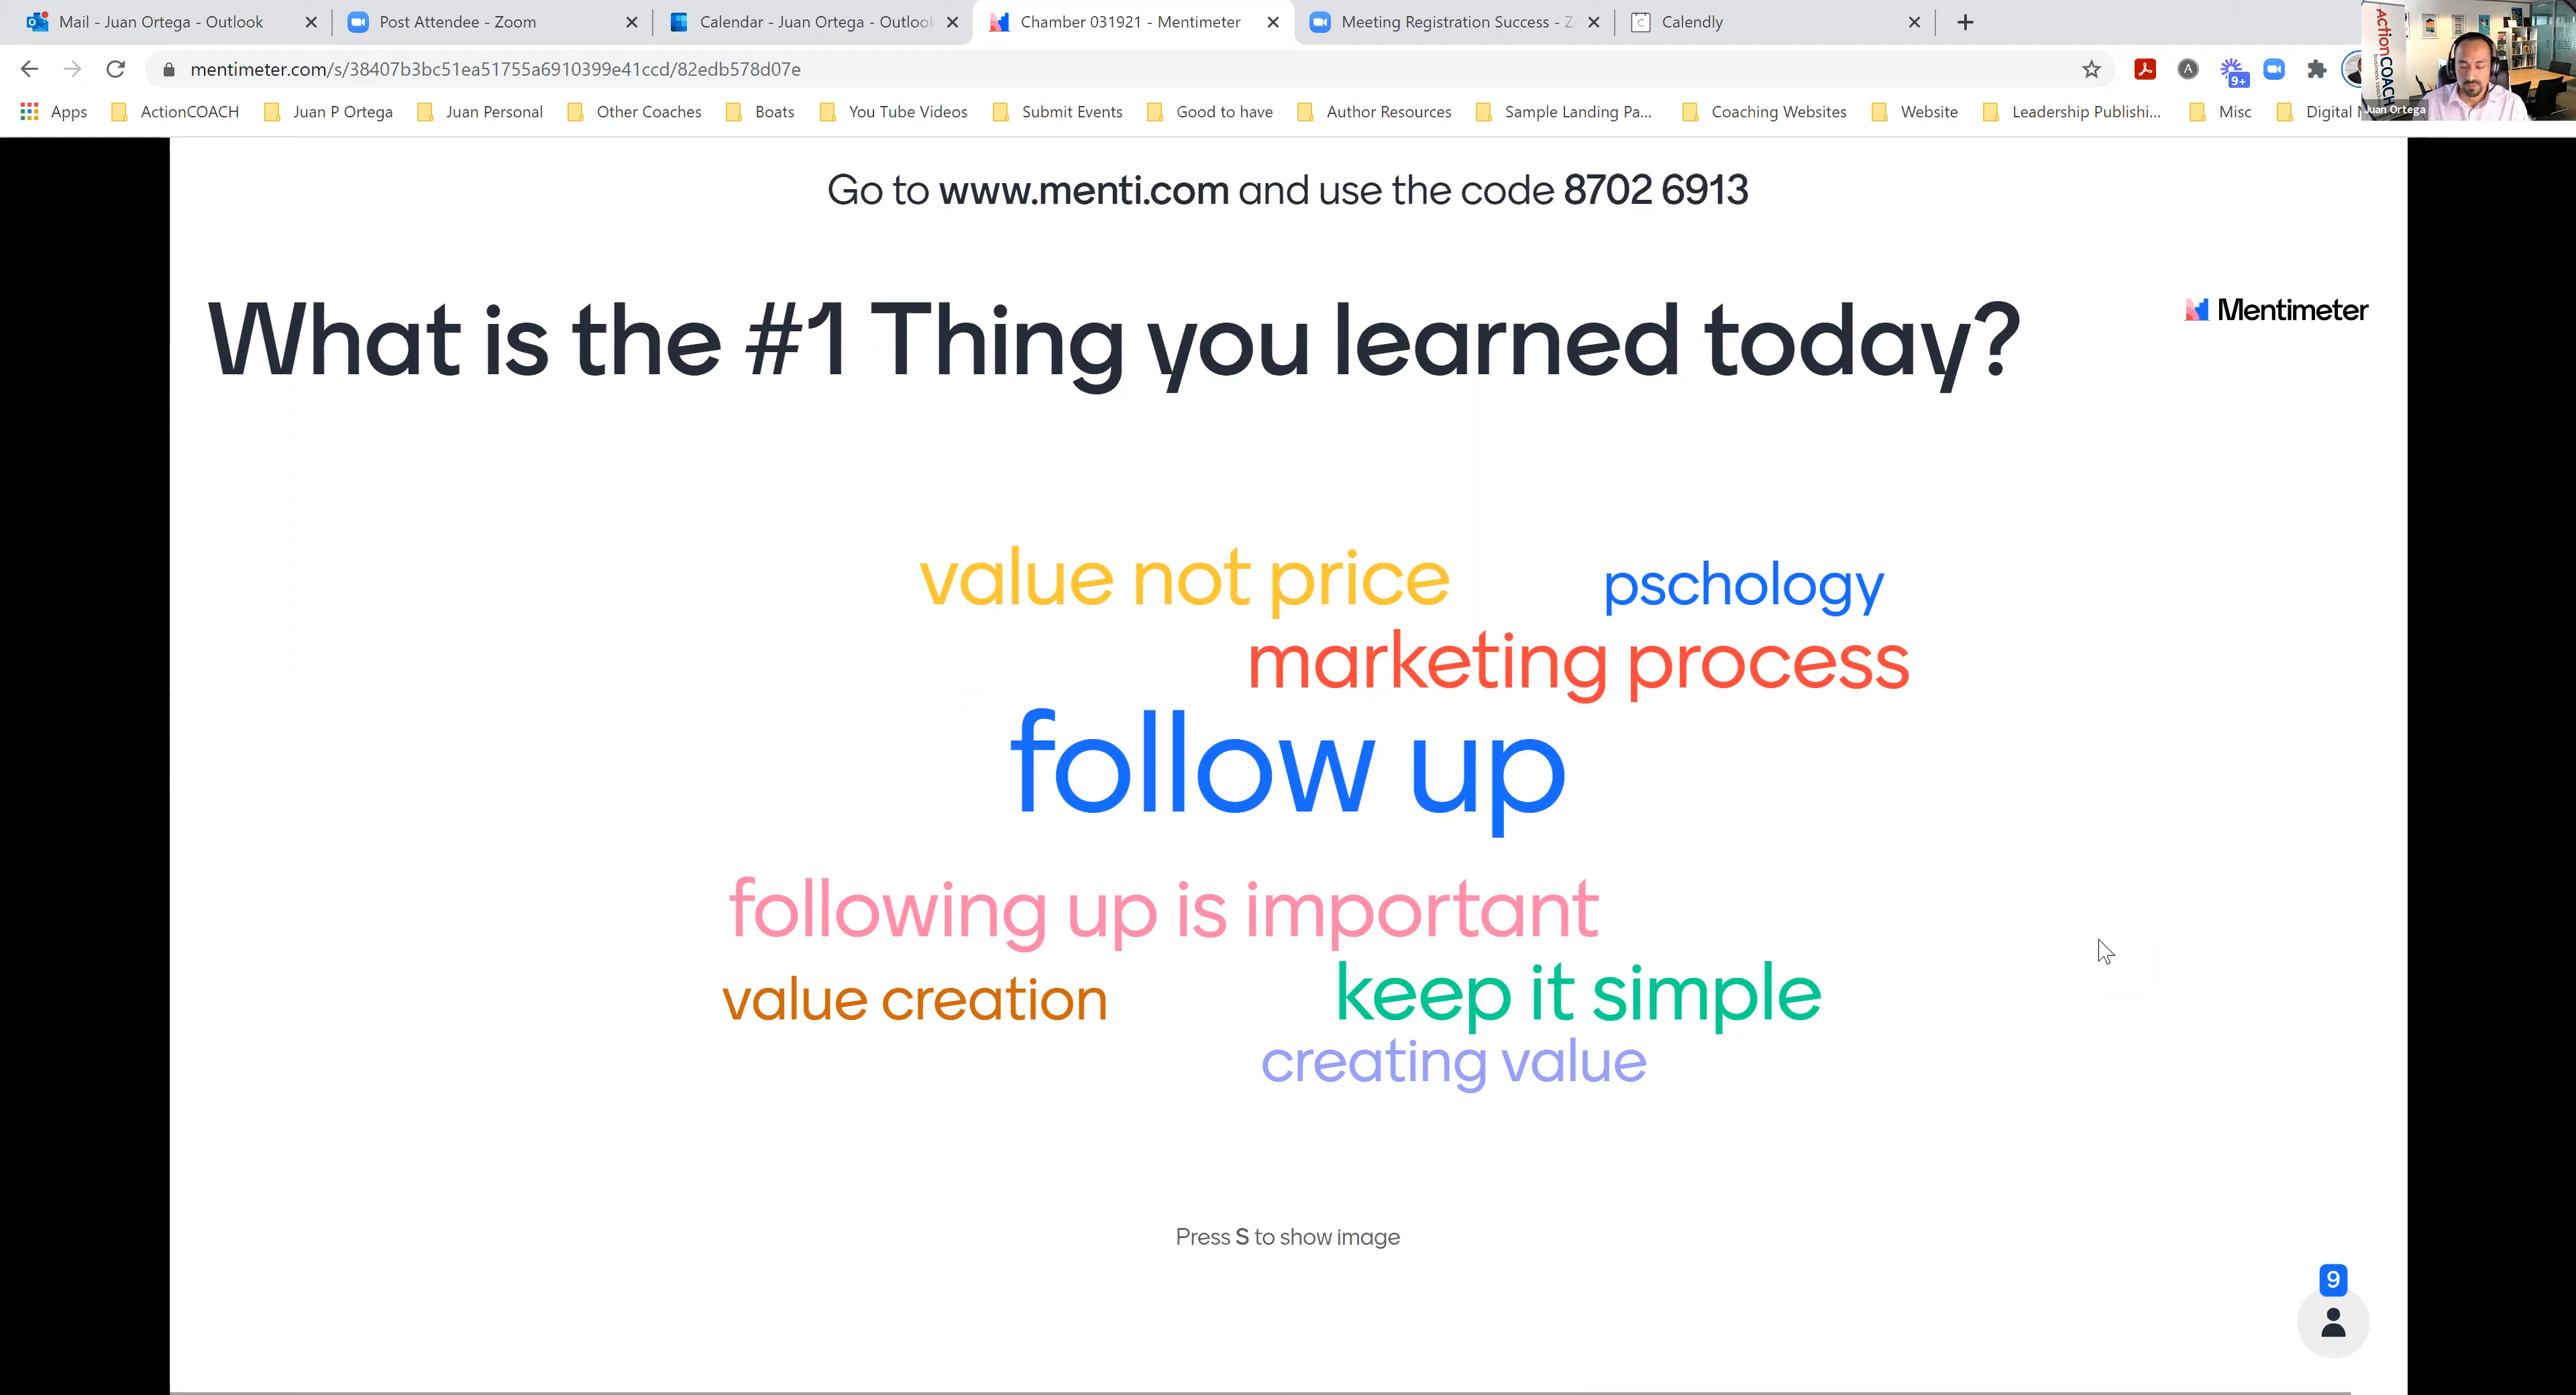 Mail - Juan Ortega - Outlook
Post Attendee - Zoom
Calendar - Juan Ortega - Outlook
Chamber 031921 - Mentimeter
Meeting Registration Success - Z
Calendly
mentimeter.com/s/38407b3bc51ea51755a6910399e41ccd/82edb578d07e
A
9+
Apps
ActionCOACH
Juan P Ortega
Juan Personal
Other Coaches
Boats
You Tube Videos
Submit Events
Good to have
Author Resources
Sample Landing Pa...
Coaching Websites
Website
Leadership Publishi...
Misc
Digital
ActionCOACH
business coaching
Juan Ortega
Go to www.menti.com and use the code 8702 6913
What is the #1 Thing you learned today?
Mentimeter
value not price
pschology
marketing process
follow up
following up is important
value creation
keep it simple
creating value
Press S to show image
9